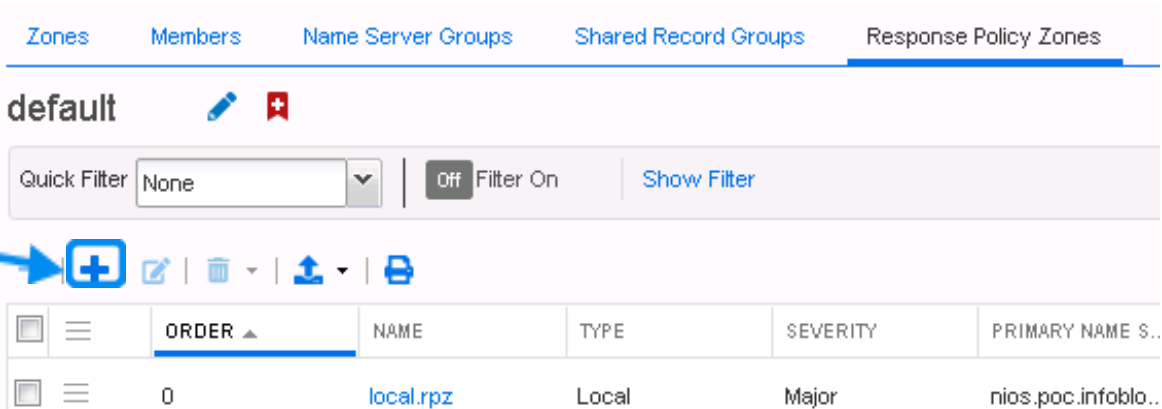 Zones Members Name Server Groups Shared Record Groups Response Policy Zones
default
Quick Filter None Off Filter On Show Filter
ORDER NAME TYPE SEVERITY PRIMARY NAME S...
0 local.rpz Local Major nios.poc.infoblo...